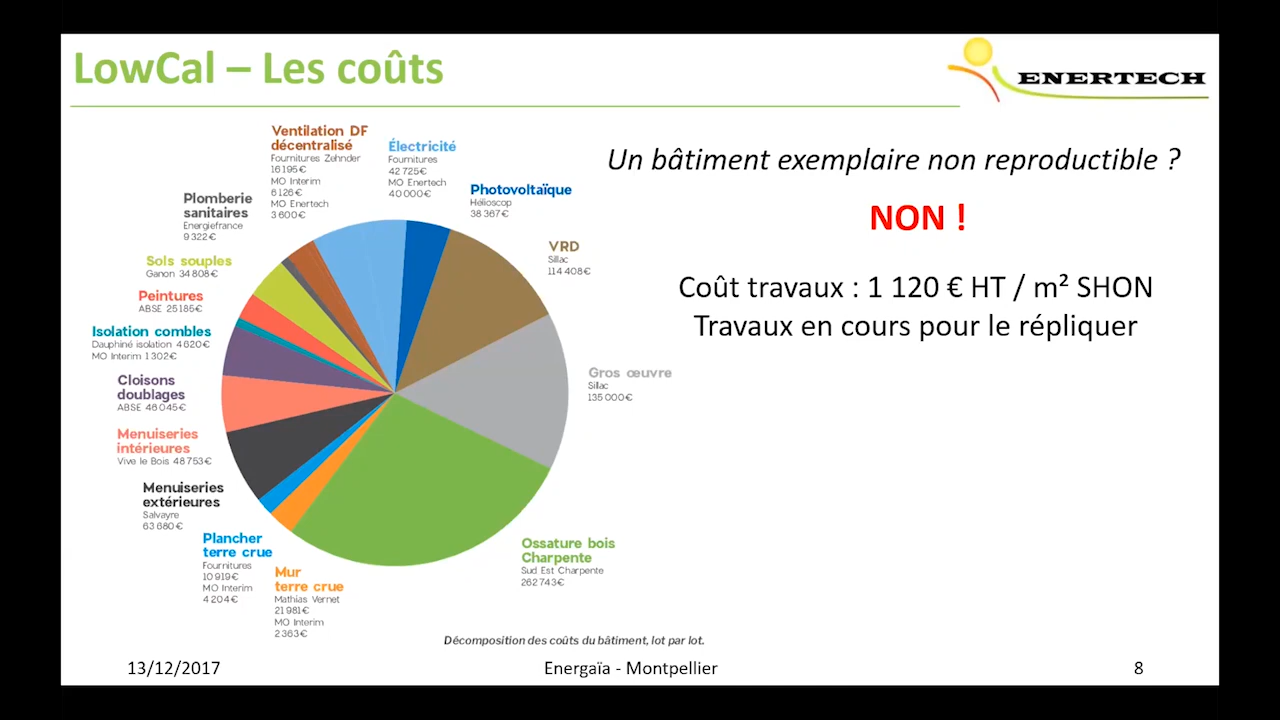 LowCal – Les coûts
ENERTECH
Un bâtiment exemplaire non reproductible ?
NON !
Coût travaux : 1 120 € HT / m² SHON
Travaux en cours pour le répliquer
Ventilation DF
décentralisé
Fournitures Zehnder
16 195 €
MO Interim
6 126 €
MO Enertech
3 600 €
Électricité
Fournitures
42 725 €
MO Enertech
40 000 €
Photovoltaïque
Hélioscop
38 367 €
VRD
Sillac
114 408 €
Gros œuvre
Sillac
135 000 €
Ossature bois
Charpente
Sud Est Charpente
262 743 €
Mur
terre crue
Mathias Vernet
21 981 €
MO Interim
2 363 €
Plancher
terre crue
Fournitures
10 919 €
MO Interim
4 204 €
Menuiseries
extérieures
Salvayre
63 680 €
Menuiseries
intérieures
Vive le Bois 48 753 €
Cloisons
doublages
ABSE 46 045 €
Isolation combles
Dauphiné isolation 4 620 €
MO Interim 1 302 €
Peintures
ABSE 25 185 €
Sols souples
Ganon 34 808 €
Plomberie
sanitaires
Energiefrance
9 322 €
Décomposition des coûts du bâtiment, lot par lot.
13/12/2017
Energaïa - Montpellier
8